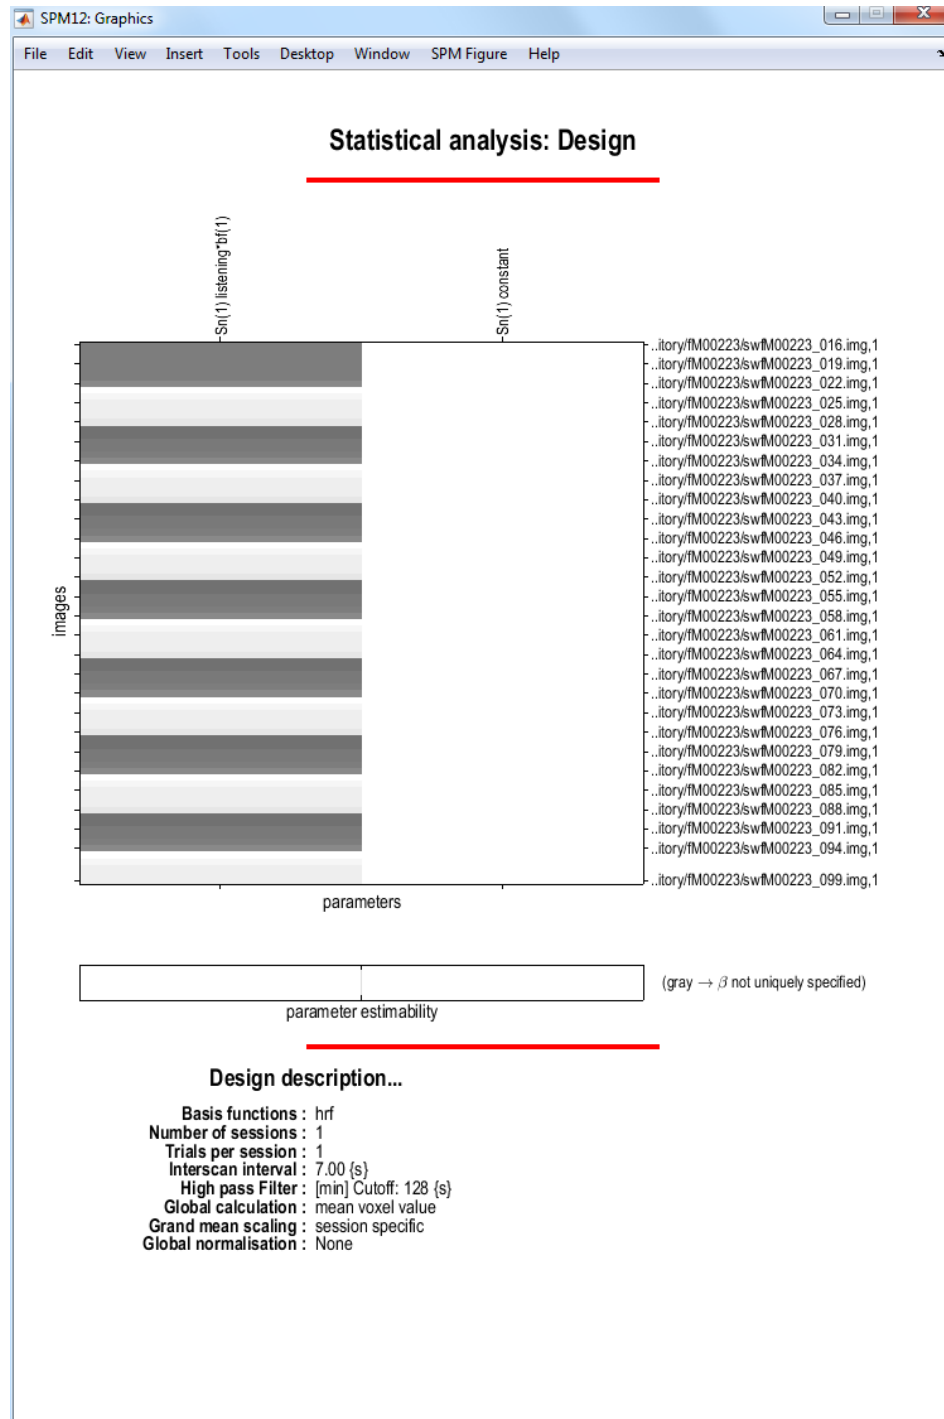 SPM12: Graphics
File Edit View Insert Tools Desktop Window SPM Figure Help
Statistical analysis: Design
Sn(1) listening*bf(1)
Sn(1) constant
..itory/fM00223/swfM00223_016.img,1
..itory/fM00223/swfM00223_019.img,1
..itory/fM00223/swfM00223_022.img,1
..itory/fM00223/swfM00223_025.img,1
..itory/fM00223/swfM00223_028.img,1
..itory/fM00223/swfM00223_031.img,1
..itory/fM00223/swfM00223_034.img,1
..itory/fM00223/swfM00223_037.img,1
..itory/fM00223/swfM00223_040.img,1
..itory/fM00223/swfM00223_043.img,1
..itory/fM00223/swfM00223_046.img,1
..itory/fM00223/swfM00223_049.img,1
..itory/fM00223/swfM00223_052.img,1
..itory/fM00223/swfM00223_055.img,1
..itory/fM00223/swfM00223_058.img,1
..itory/fM00223/swfM00223_061.img,1
..itory/fM00223/swfM00223_064.img,1
..itory/fM00223/swfM00223_067.img,1
..itory/fM00223/swfM00223_070.img,1
..itory/fM00223/swfM00223_073.img,1
..itory/fM00223/swfM00223_076.img,1
..itory/fM00223/swfM00223_079.img,1
..itory/fM00223/swfM00223_082.img,1
..itory/fM00223/swfM00223_085.img,1
..itory/fM00223/swfM00223_088.img,1
..itory/fM00223/swfM00223_091.img,1
..itory/fM00223/swfM00223_094.img,1
..itory/fM00223/swfM00223_099.img,1
images
parameters
(gray → β not uniquely specified)
parameter estimability
Design description...
Basis functions : hrf
Number of sessions : 1
Trials per session : 1
Interscan interval : 7.00 {s}
High pass Filter : [min] Cutoff: 128 {s}
Global calculation : mean voxel value
Grand mean scaling : session specific
Global normalisation : None